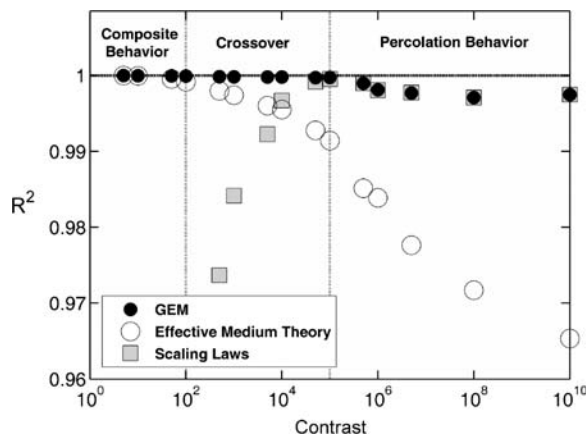 Composite Behavior
Crossover
Percolation Behavior
1
0.99
0.98
0.97
0.96
R²
GEM
Effective Medium Theory
Scaling Laws
10⁰ 10² 10⁴ 10⁶ 10⁸ 10¹⁰
Contrast